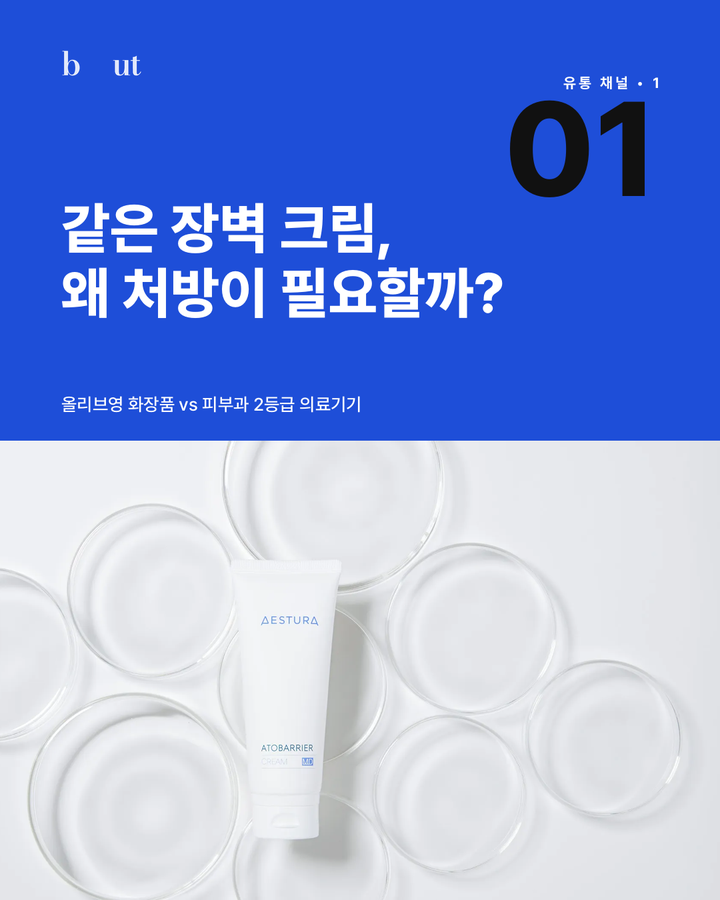 b ut
유통 채널 • 1
01
같은 장벽 크림,
왜 처방이 필요할까?
올리브영 화장품 vs 피부과 2등급 의료기기
AESTURA
ATOBARRIER
CREAM MD